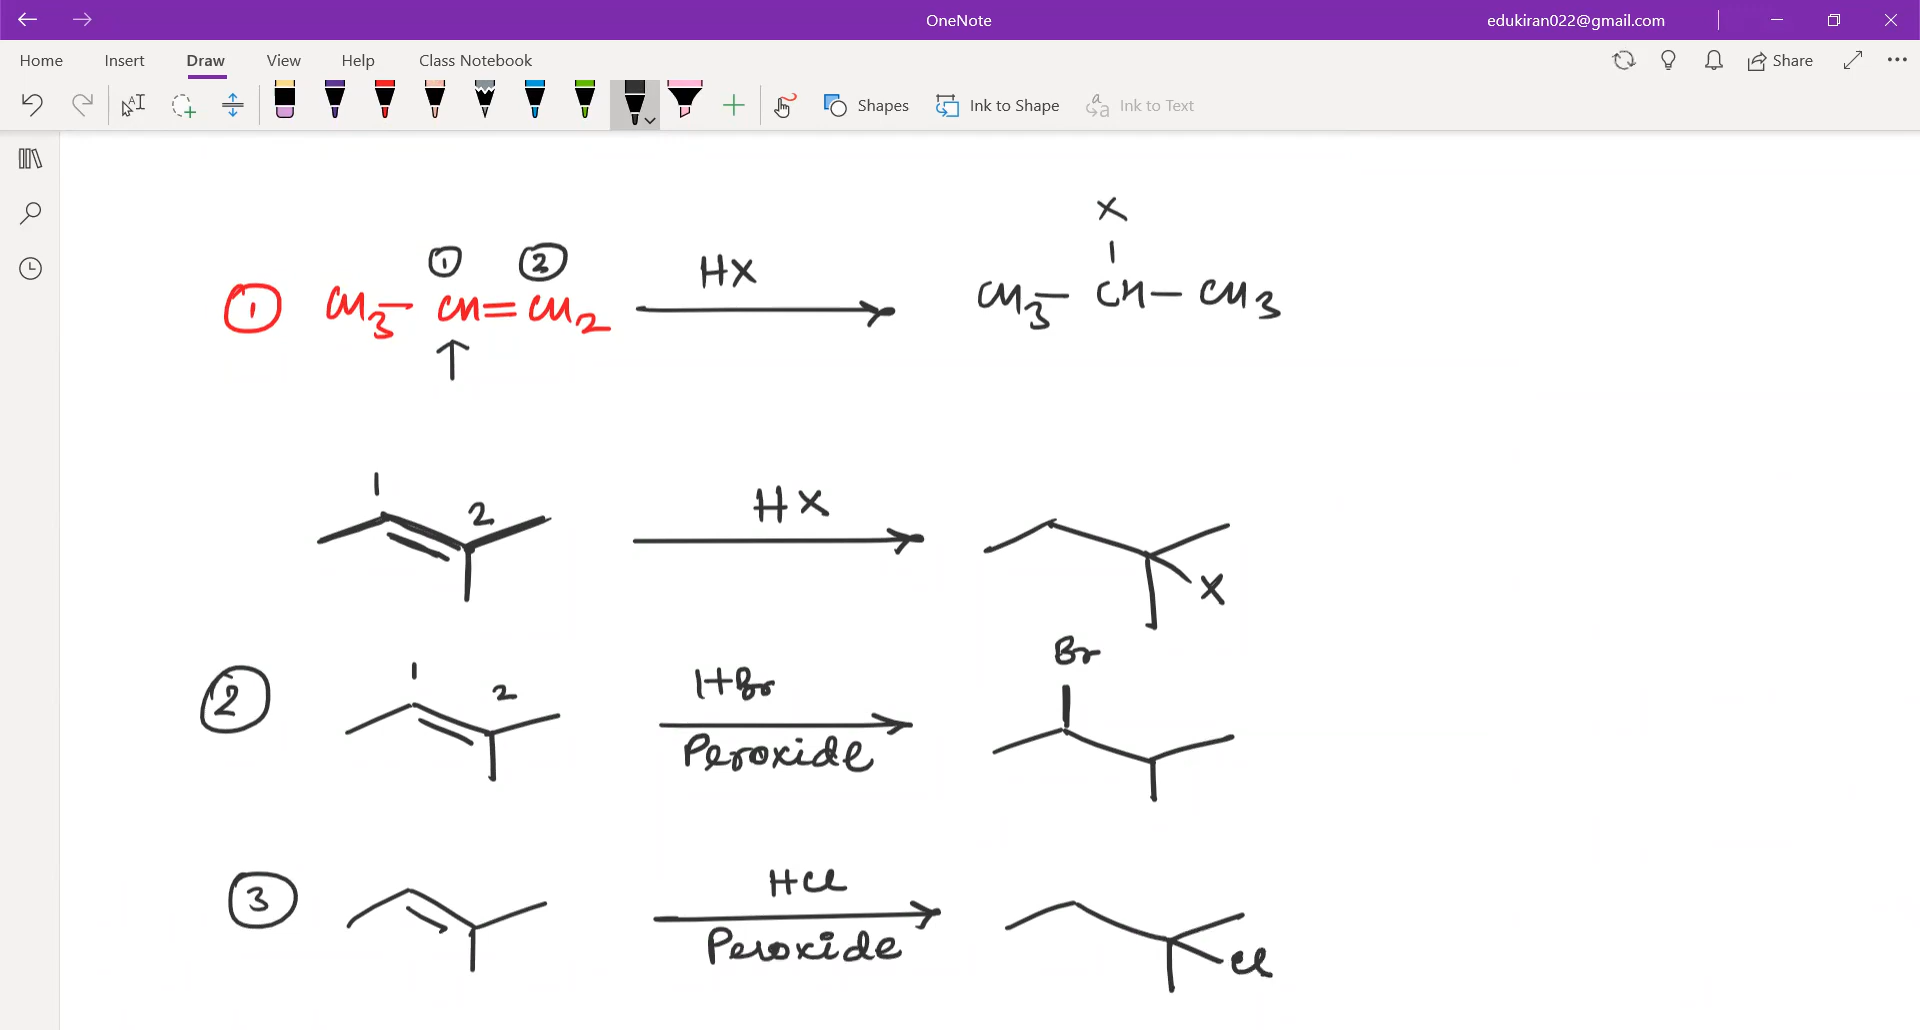 OneNote
edukiran022@gmail.com
Home Insert Draw View Help Class Notebook
Share
Shapes Ink to Shape Ink to Text
X
1 2
HX
1 CH3 — CH = CH2
CH3 — CH — CH3
1
2
HX
X
Br
1
2
HBr
2
Peroxide
HCl
3
Peroxide
Cl